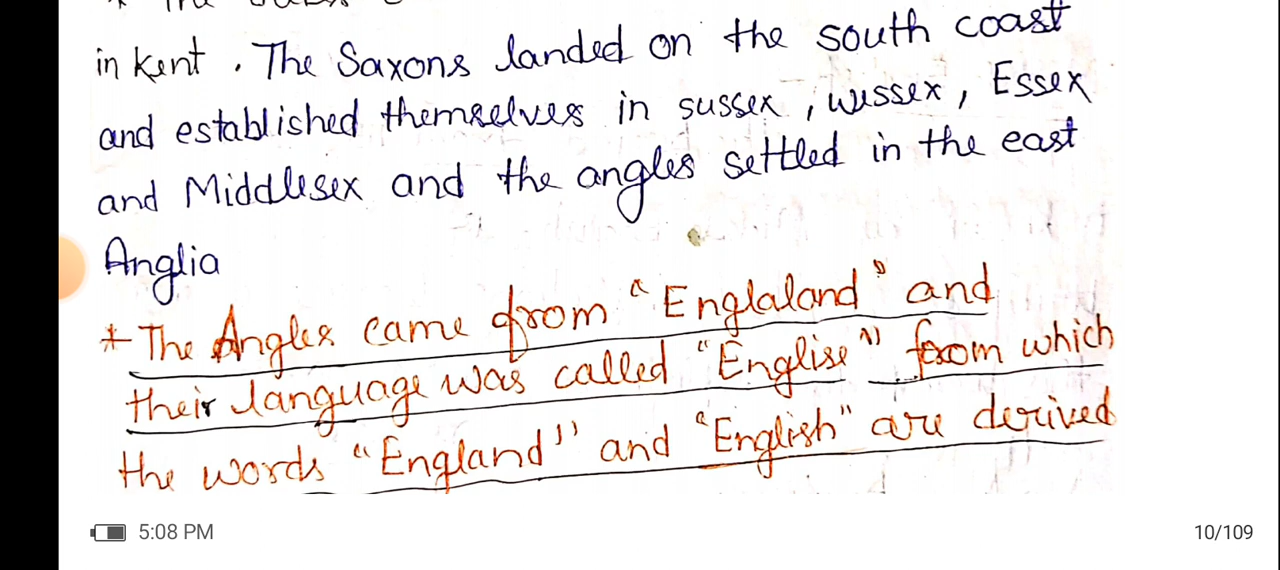 in kent . The Saxons landed on the south coast
and established themselves in sussex , wessex , Essex
and Middlesex and the angles settled in the east
Anglia
* The Angles came from "Englaland" and
their language was called "Englise" from which
the words "England" and "English" are derived
5:08 PM
10/109